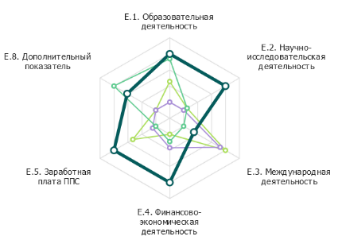 Е.1. Образовательная
деятельность
Е.8. Дополнительный
показатель
Е.2. Научно-
исследовательская
деятельность
Е.5. Заработная
плата ППС
Е.3. Международная
деятельность
Е.4. Финансово-
экономическая
деятельность